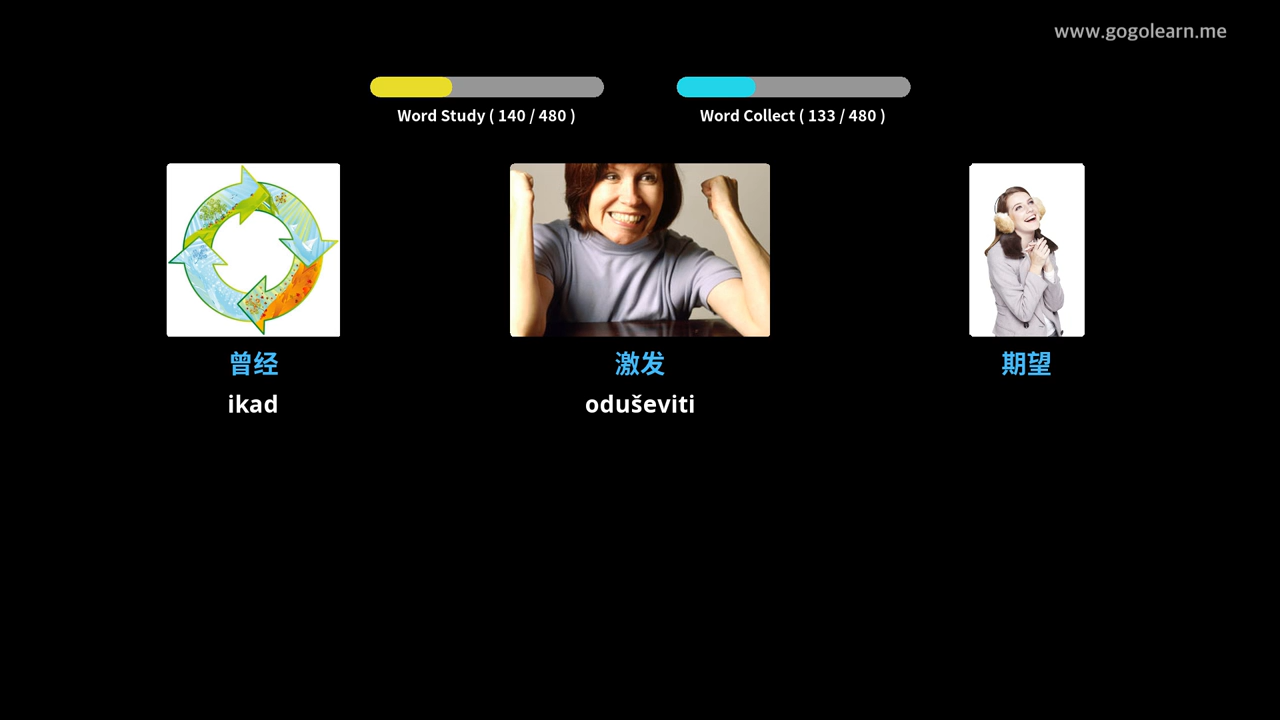 www.gogolearn.me
Word Study ( 140 / 480 )
Word Collect ( 133 / 480 )
曾经
激发
期望
ikad
oduševiti